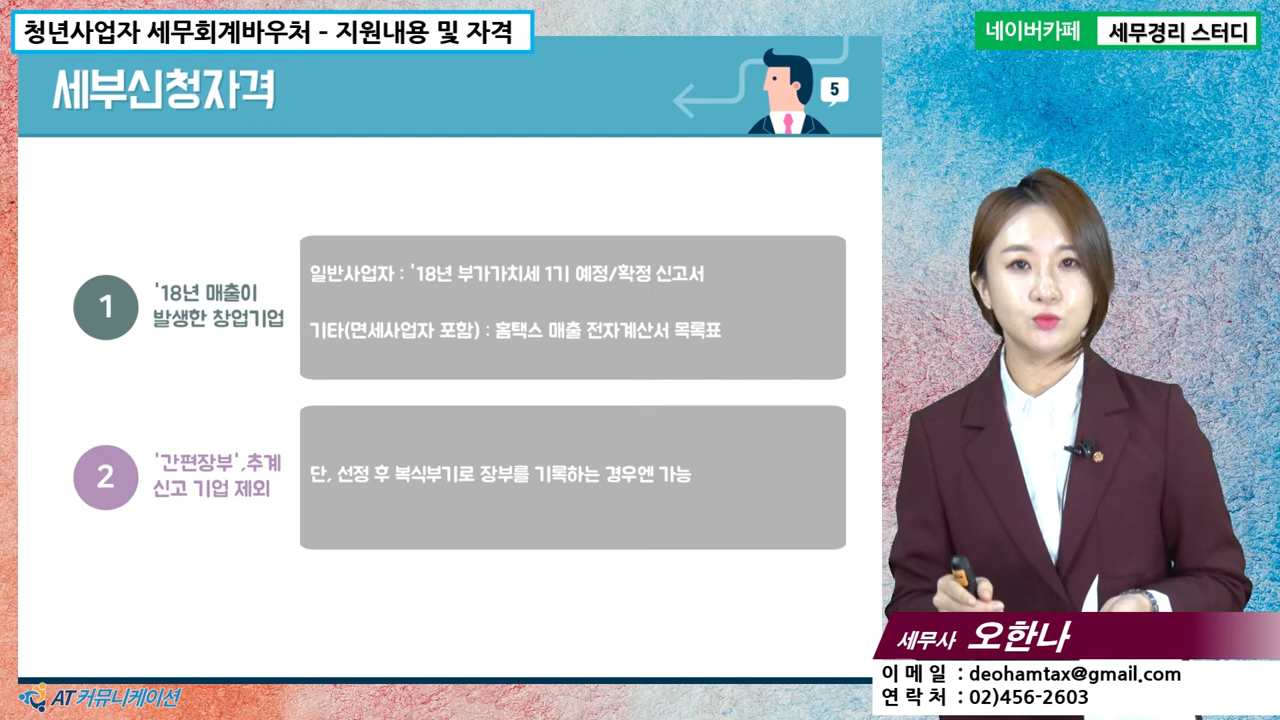 청년사업자 세무회계바우처 - 지원내용 및 자격
네이버카페 세무경리 스터디
세부신청자격
5
1
'18년 매출이
발생한 창업기업
일반사업자 : '18년 부가가치세 1기 예정/확정 신고서
기타(면세사업자 포함) : 홈택스 매출 전자계산서 목록표
2
'간편장부',추계
신고 기업 제외
단, 선정 후 복식부기로 장부를 기록하는 경우엔 가능
세무사 오한나
이 메 일 : deohamtax@gmail.com
연 락 처 : 02)456-2603
AT커뮤니케이션